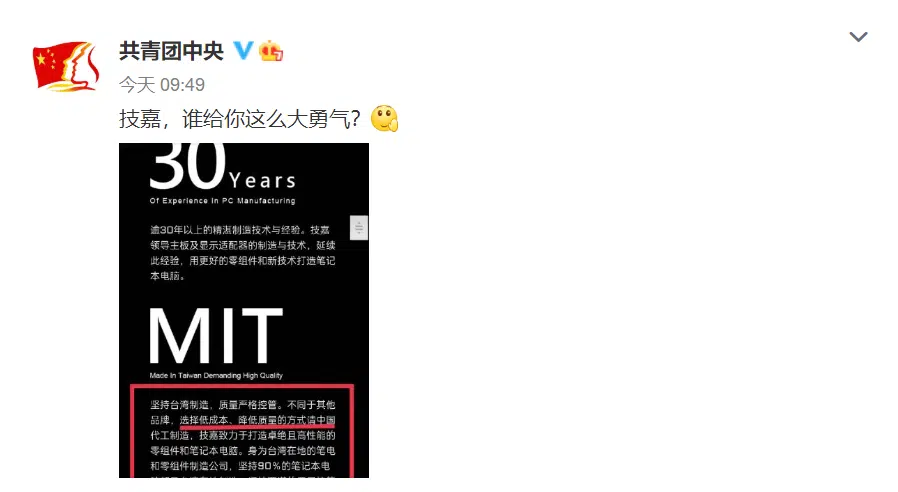 共青团中央
今天 09:49
技嘉，谁给你这么大勇气？
30 Years
Of Experience in PC Manufacturing
逾30年以上的精湛制造技术与经验。技嘉
领导主板及显示适配器的制造与技术，延续
此经验，用更好的零组件和新技术打造笔记
本电脑。
MIT
Made In Taiwan Demanding High Quality
坚持台湾制造，质量严格控管。不同于其他
品牌，选择低成本、降低质量的方式请中国
代工制造，技嘉致力于打造卓绝且高性能的
零组件和笔记本电脑。身为台湾在地的笔电
和零组件制造公司，坚持90%的笔记本电